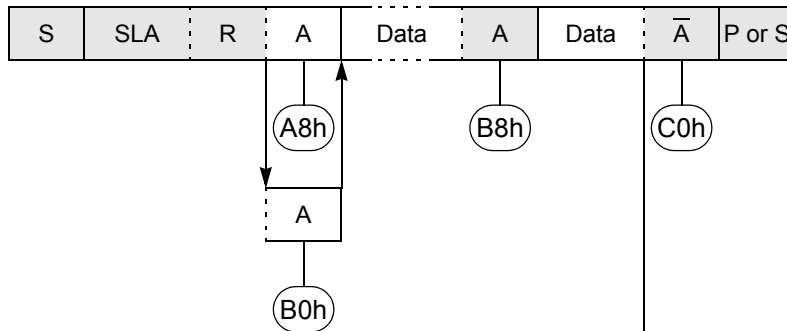 S SLA R A Data A Data A̅ P or S
A8h B8h C0h
A
B0h